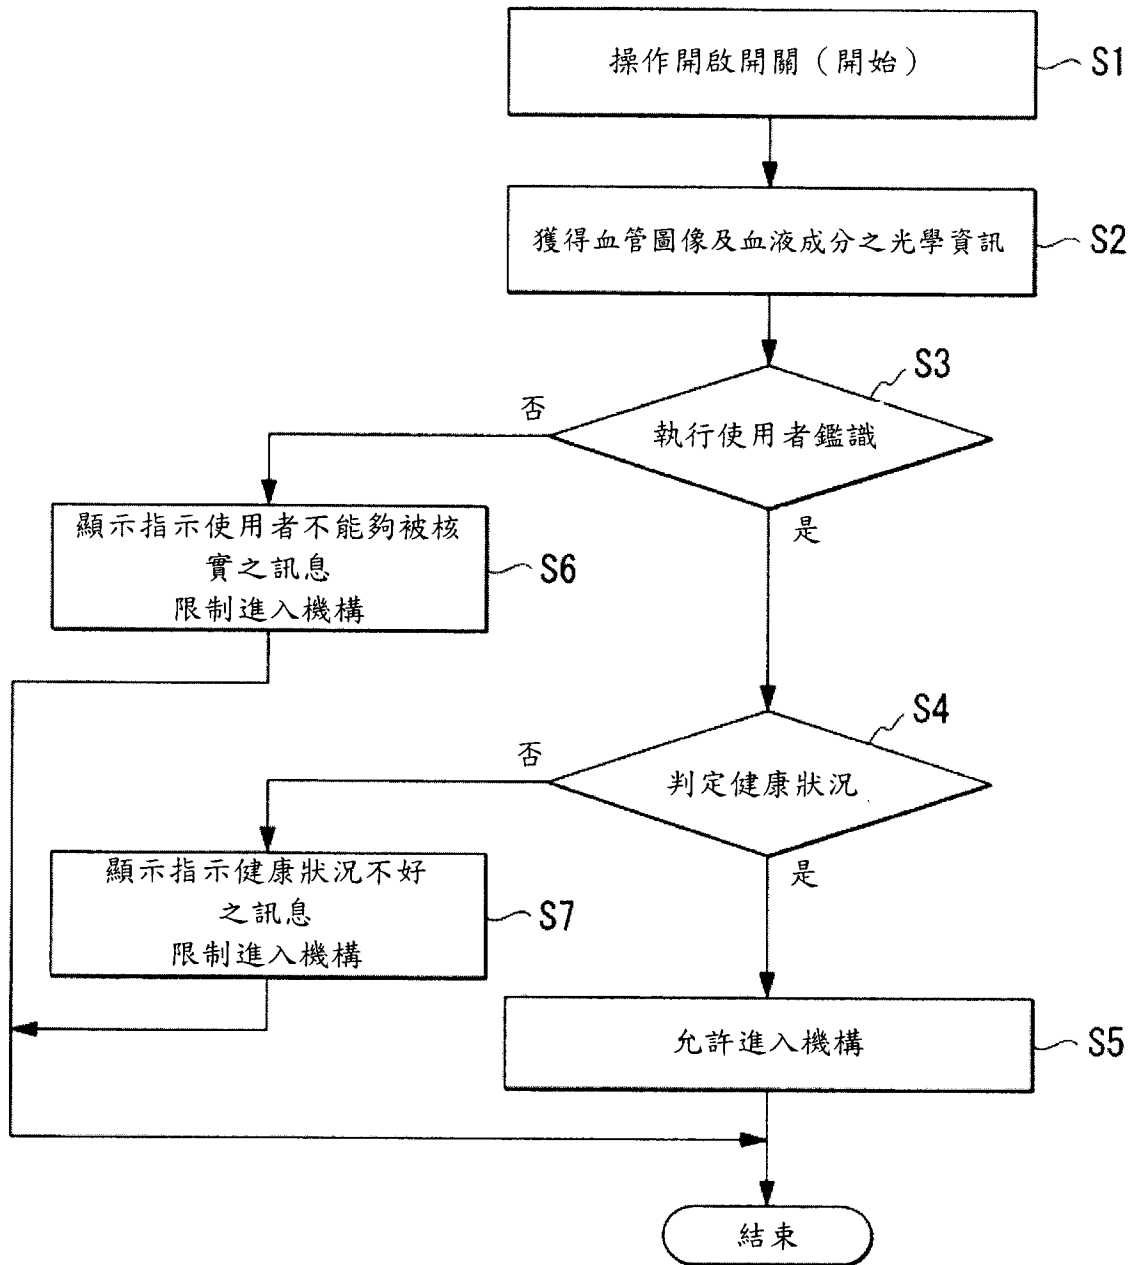 操作開啟開關（開始）
S1
獲得血管圖像及血液成分之光學資訊
S2
S3
執行使用者鑑識
否
是
顯示指示使用者不能夠被核
實之訊息
限制進入機構
S6
S4
判定健康狀況
否
是
顯示指示健康狀況不好
之訊息
限制進入機構
S7
允許進入機構
S5
結束